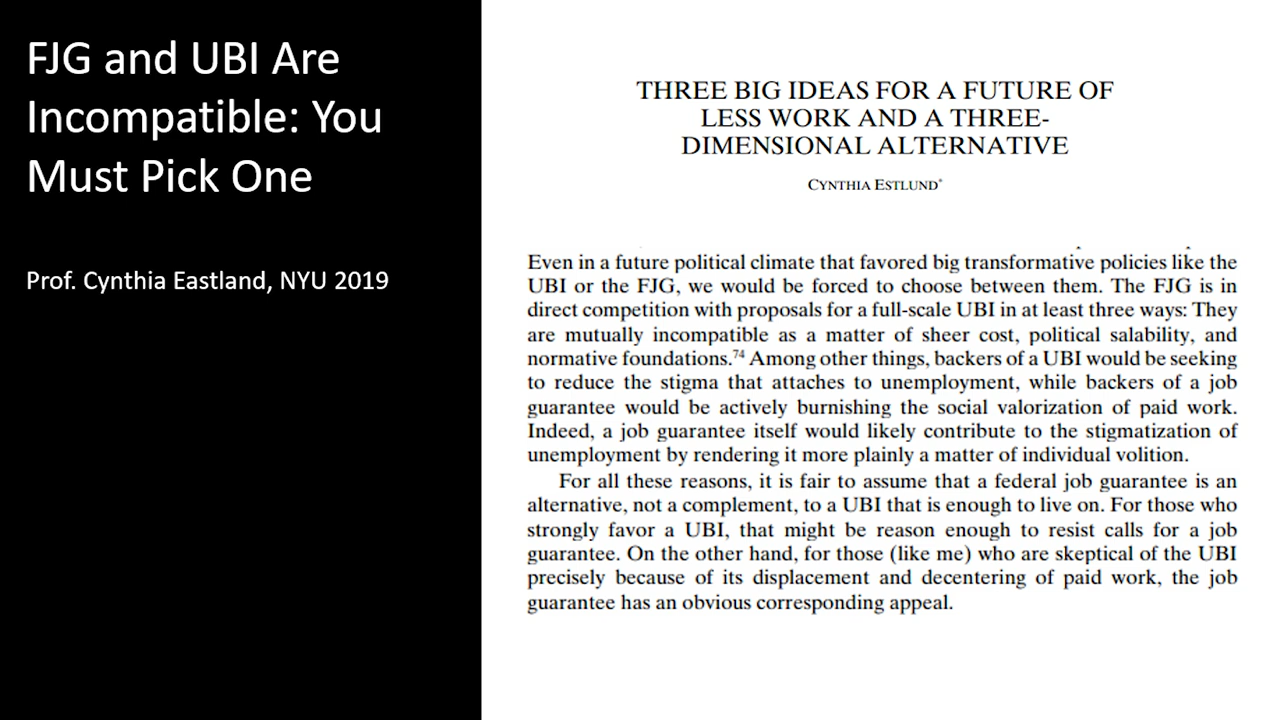 FJG and UBI Are
Incompatible: You
Must Pick One
Prof. Cynthia Eastland, NYU 2019
THREE BIG IDEAS FOR A FUTURE OF
LESS WORK AND A THREE-
DIMENSIONAL ALTERNATIVE
CYNTHIA ESTLUND*
Even in a future political climate that favored big transformative policies like the
UBI or the FJG, we would be forced to choose between them. The FJG is in
direct competition with proposals for a full-scale UBI in at least three ways: They
are mutually incompatible as a matter of sheer cost, political salability, and
normative foundations.74 Among other things, backers of a UBI would be seeking
to reduce the stigma that attaches to unemployment, while backers of a job
guarantee would be actively burnishing the social valorization of paid work.
Indeed, a job guarantee itself would likely contribute to the stigmatization of
unemployment by rendering it more plainly a matter of individual volition.
For all these reasons, it is fair to assume that a federal job guarantee is an
alternative, not a complement, to a UBI that is enough to live on. For those who
strongly favor a UBI, that might be reason enough to resist calls for a job
guarantee. On the other hand, for those (like me) who are skeptical of the UBI
precisely because of its displacement and decentering of paid work, the job
guarantee has an obvious corresponding appeal.